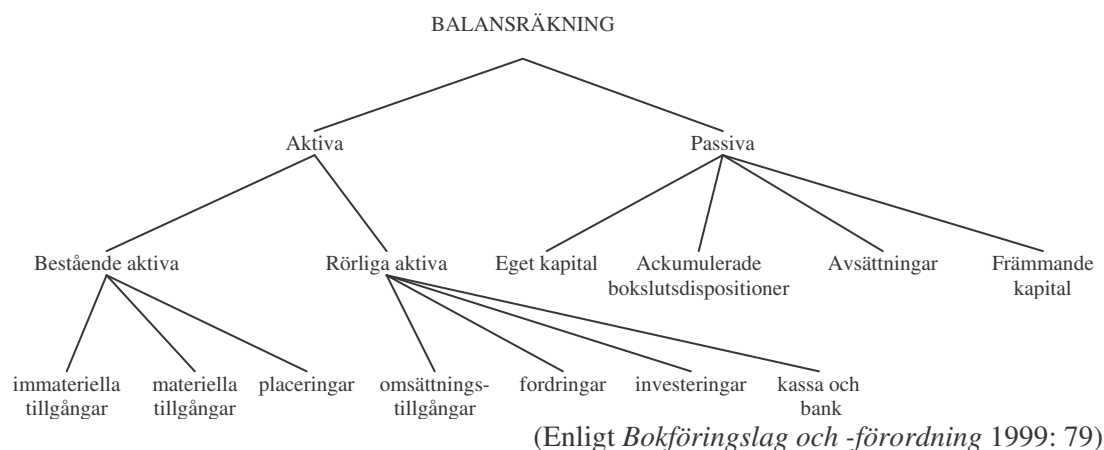 BALANSRÄKNING
Aktiva
Passiva
Bestående aktiva
Rörliga aktiva
Eget kapital
Ackumulerade
bokslutsdispositioner
Avsättningar
Främmande
kapital
immateriella
tillgångar
materiella
tillgångar
placeringar
omsättnings-
tillgångar
fordringar
investeringar
kassa och
bank
(Enligt Bokföringslag och -förordning 1999: 79)